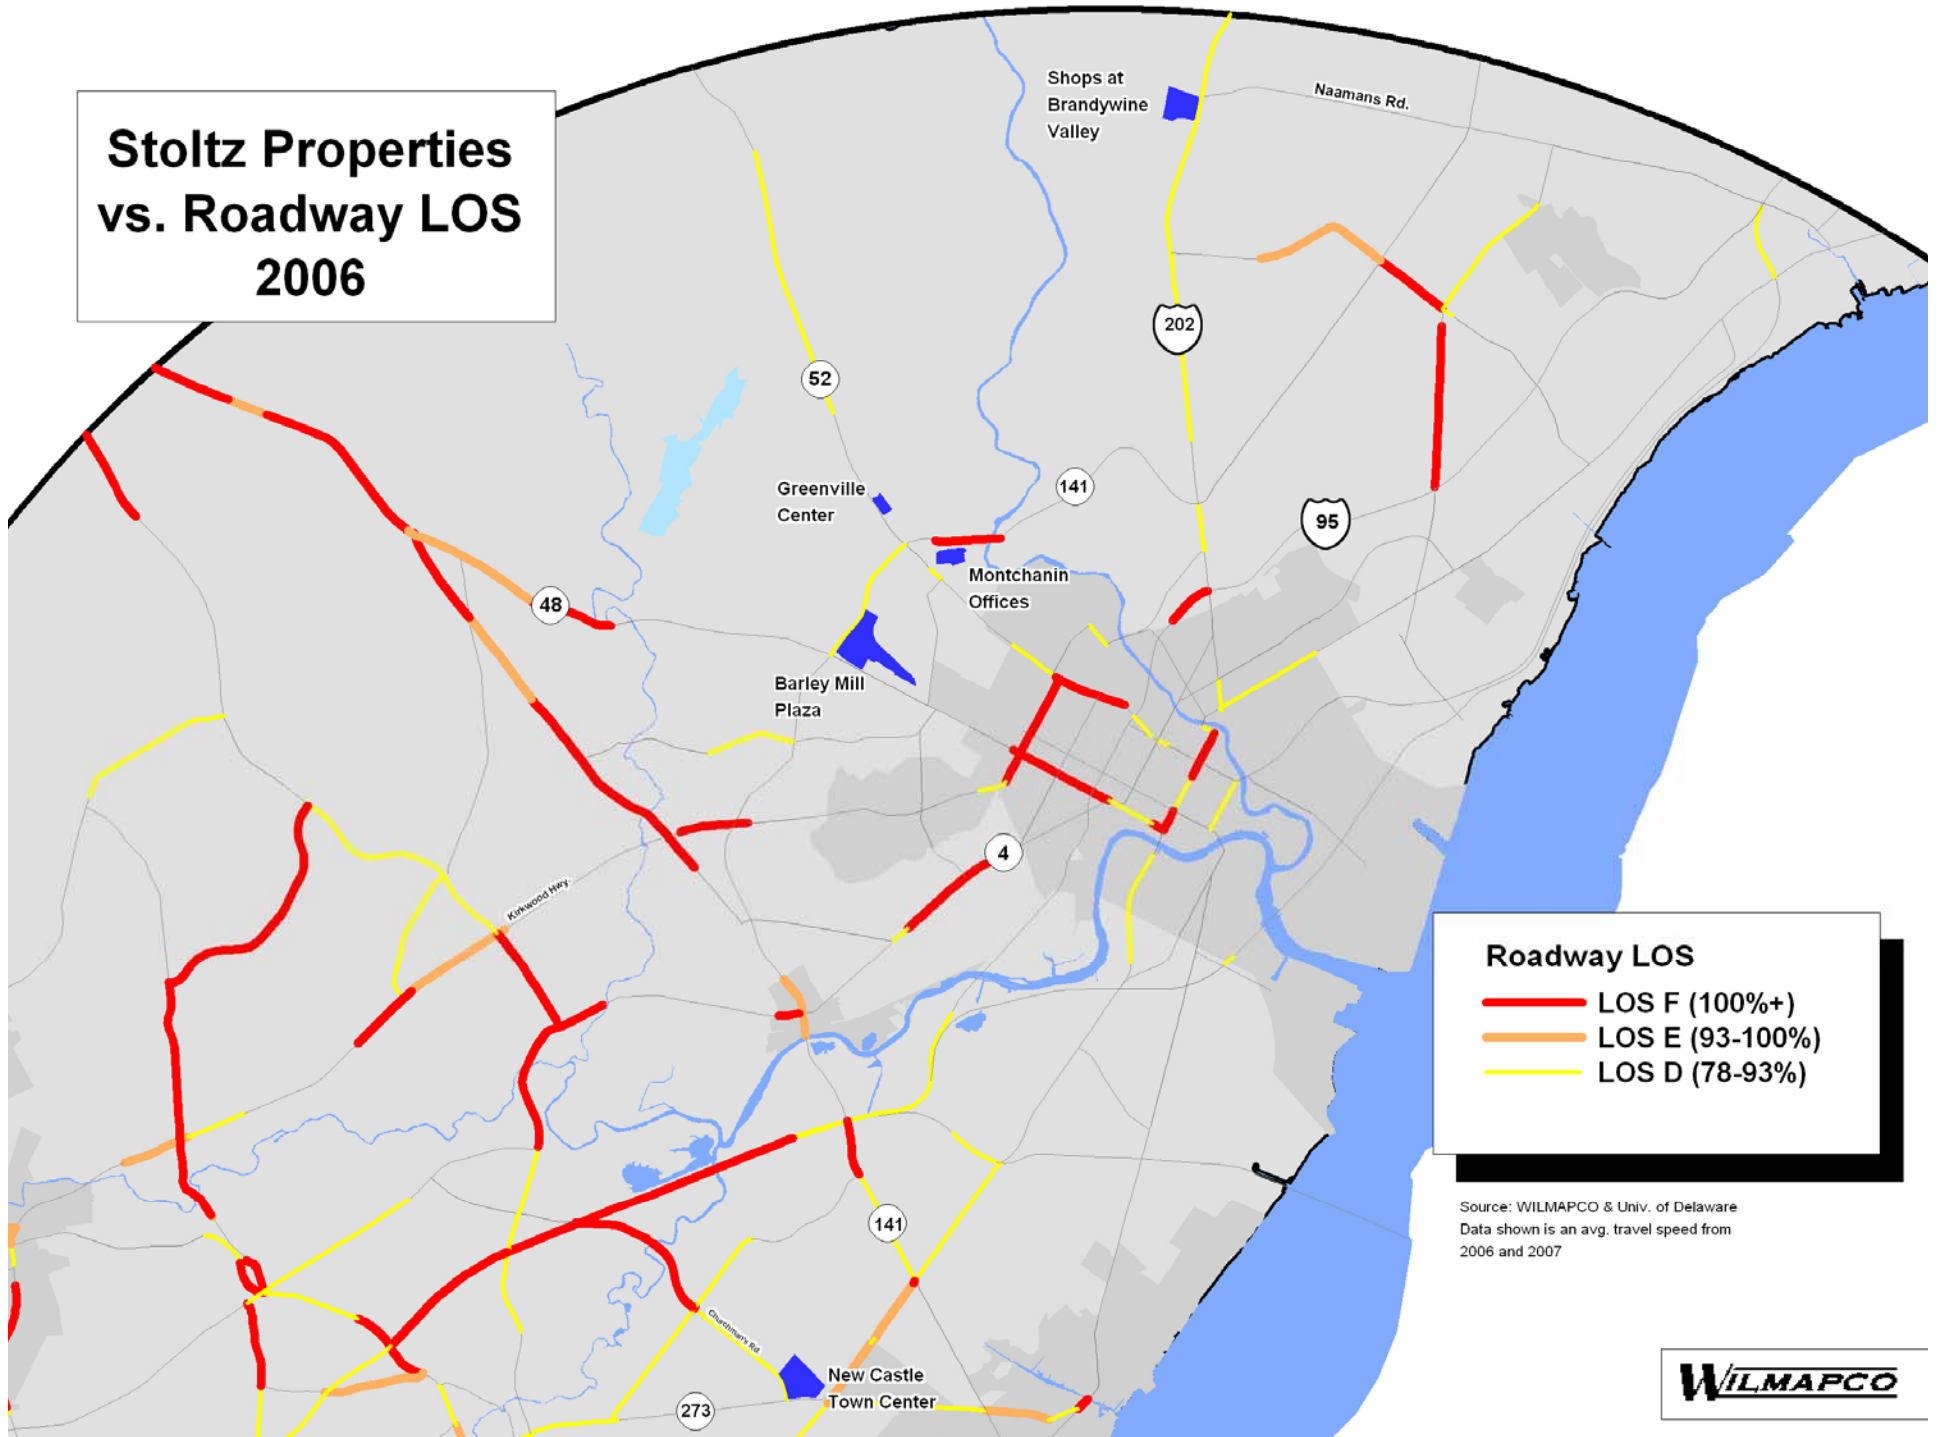 Stoltz Properties
vs. Roadway LOS
2006
Shops at
Brandywine
Valley
Naamans Rd.
202
52
Greenville
Center
141
95
Montchanin
Offices
48
Barley Mill
Plaza
4
Kirkwood Hwy.
Roadway LOS
LOS F (100%+)
LOS E (93-100%)
LOS D (78-93%)
Source: WILMAPCO & Univ. of Delaware
Data shown is an avg. travel speed from
2006 and 2007
141
Churchman's Rd.
New Castle
Town Center
273
WILMAPCO